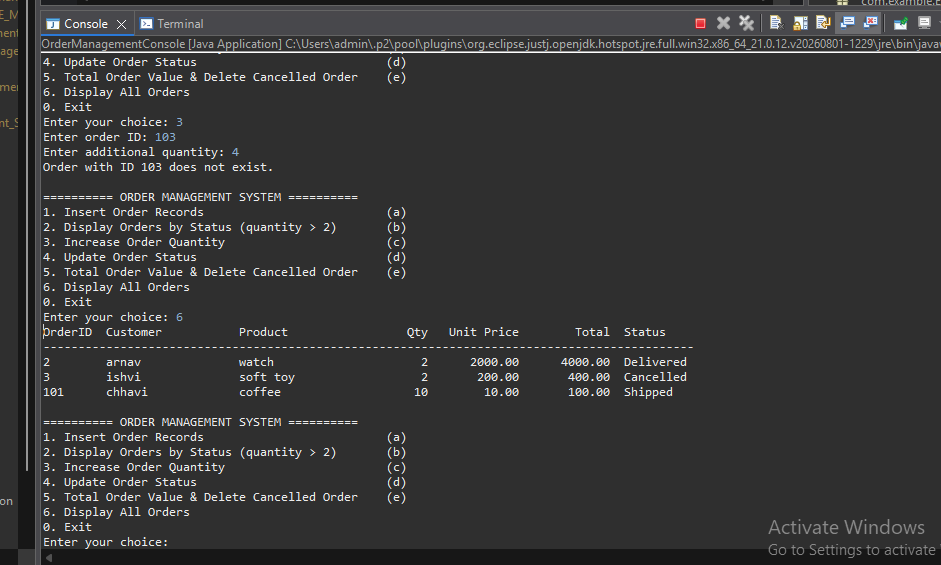 com.example.E
Console
Terminal
OrderManagementConsole [Java Application] C:\Users\admin\.p2\pool\plugins\org.eclipse.justj.openjdk.hotspot.jre.full.win32.x86_64_21.0.12.v20260801-1229\jre\bin\java
4. Update Order Status (d)
5. Total Order Value & Delete Cancelled Order (e)
6. Display All Orders
0. Exit
Enter your choice: 3
Enter order ID: 103
Enter additional quantity: 4
Order with ID 103 does not exist.
========== ORDER MANAGEMENT SYSTEM ==========
1. Insert Order Records (a)
2. Display Orders by Status (quantity > 2) (b)
3. Increase Order Quantity (c)
4. Update Order Status (d)
5. Total Order Value & Delete Cancelled Order (e)
6. Display All Orders
0. Exit
Enter your choice: 6
OrderID Customer Product Qty Unit Price Total Status
---------------------------------------------------------------------------------------------
2 arnav watch 2 2000.00 4000.00 Delivered
3 ishvi soft toy 2 200.00 400.00 Cancelled
101 chhavi coffee 10 10.00 100.00 Shipped
========== ORDER MANAGEMENT SYSTEM ==========
1. Insert Order Records (a)
2. Display Orders by Status (quantity > 2) (b)
3. Increase Order Quantity (c)
4. Update Order Status (d)
5. Total Order Value & Delete Cancelled Order (e)
6. Display All Orders
0. Exit
Enter your choice:
Activate Windows
Go to Settings to activate